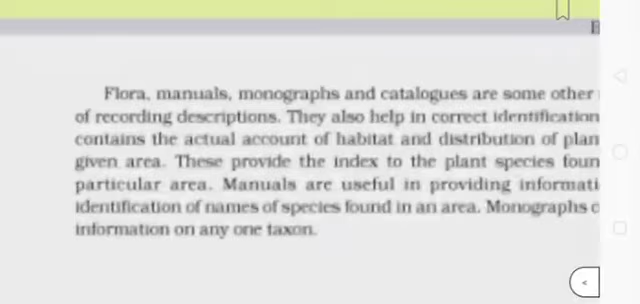 Flora, manuals, monographs and catalogues are some other
of recording descriptions. They also help in correct identification
contains the actual account of habitat and distribution of plan
given area. These provide the index to the plant species foun
particular area. Manuals are useful in providing informati
identification of names of species found in an area. Monographs c
information on any one taxon.